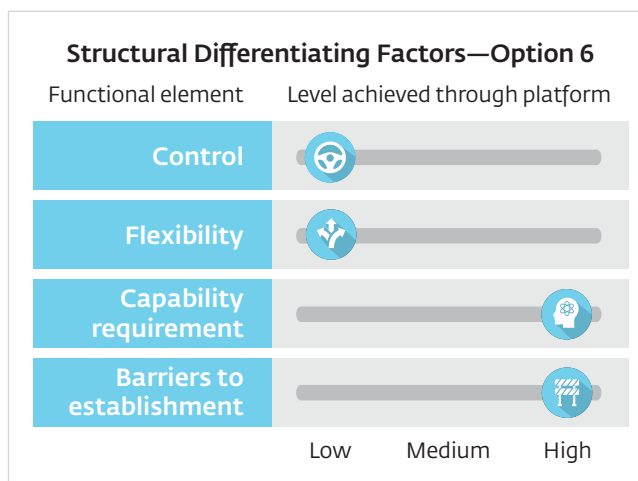 Structural Differentiating Factors—Option 6
Functional element Level achieved through platform
Control
Flexibility
Capability
requirement
Barriers to
establishment
Low Medium High